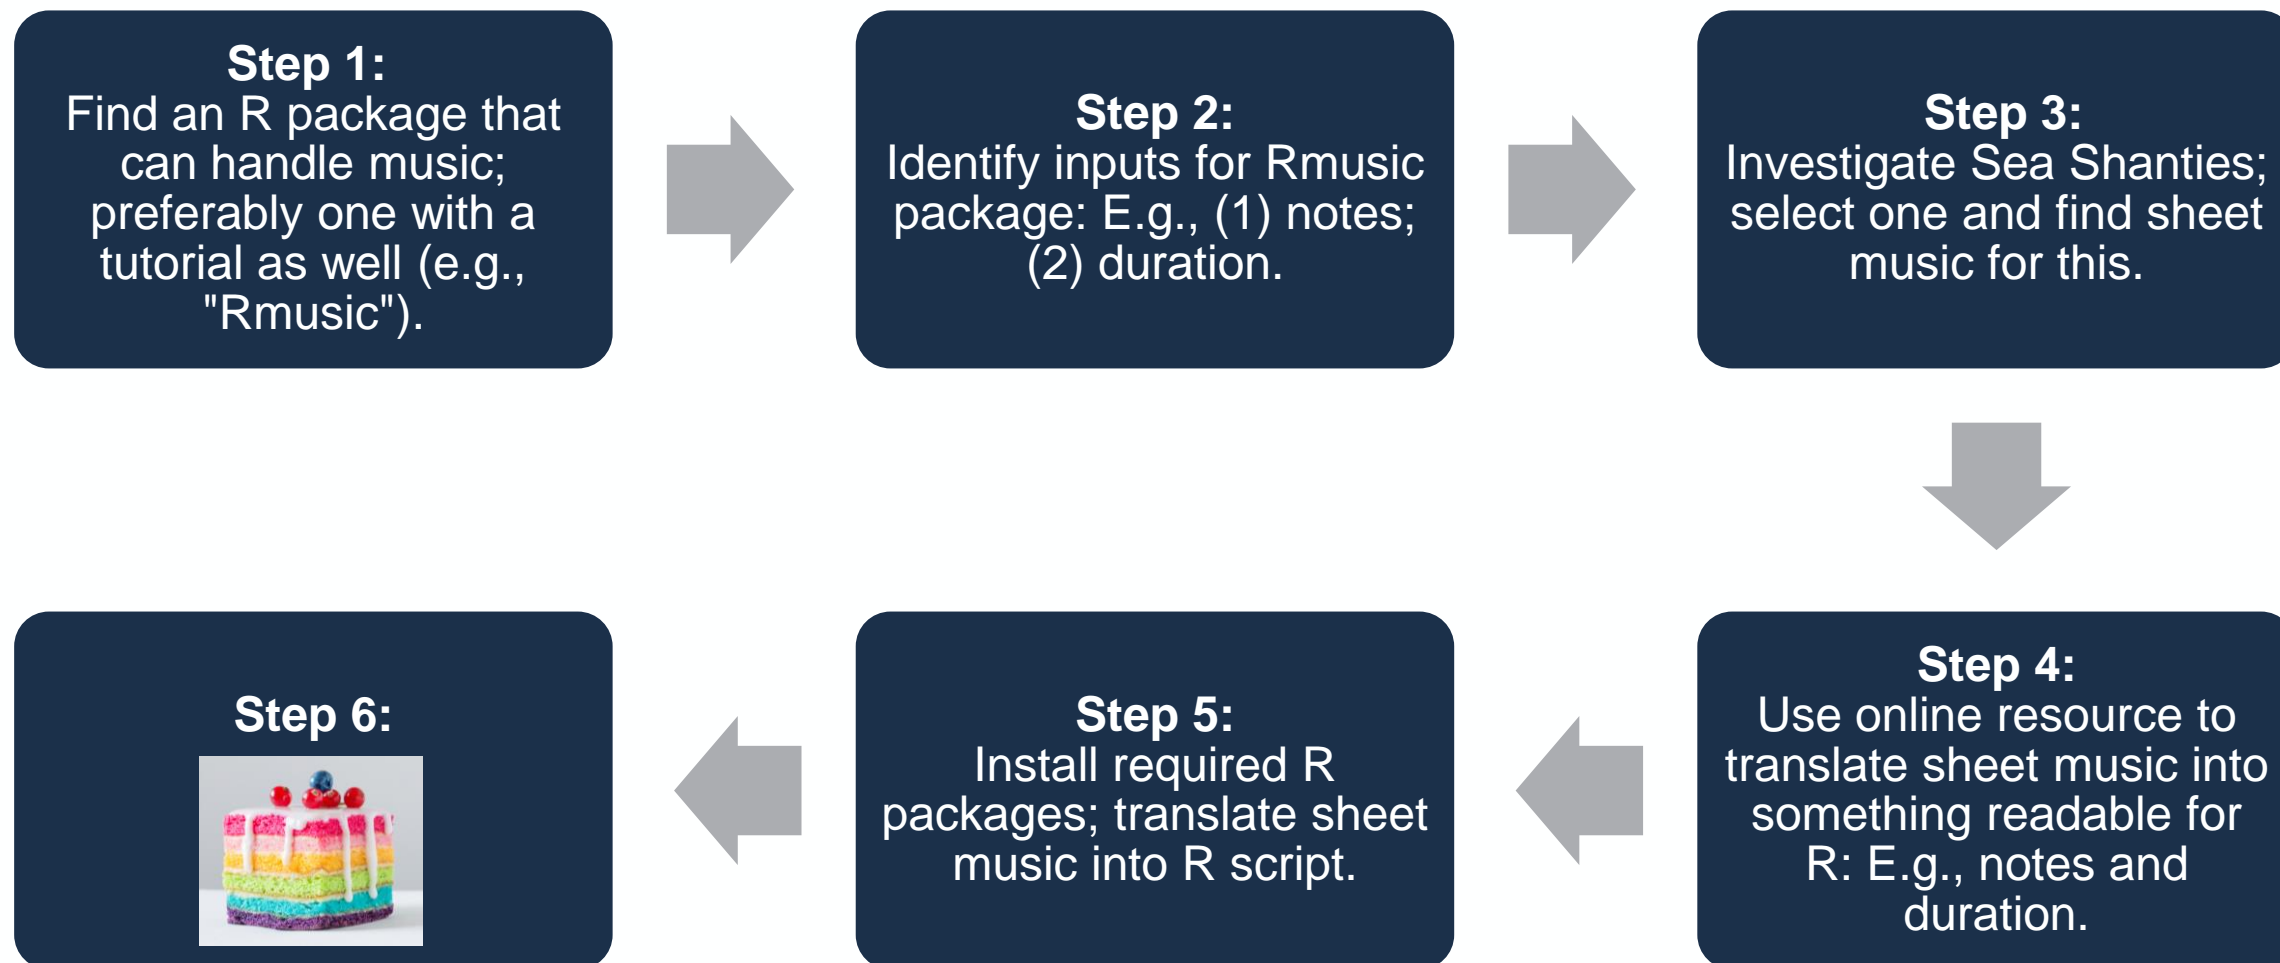 Step 1:
Find an R package that
can handle music;
preferably one with a
tutorial as well (e.g.,
"Rmusic").
Step 2:
Identify inputs for Rmusic
package: E.g., (1) notes;
(2) duration.
Step 3:
Investigate Sea Shanties;
select one and find sheet
music for this.
Step 4:
Use online resource to
translate sheet music into
something readable for
R: E.g., notes and
duration.
Step 5:
Install required R
packages; translate sheet
music into R script.
Step 6: